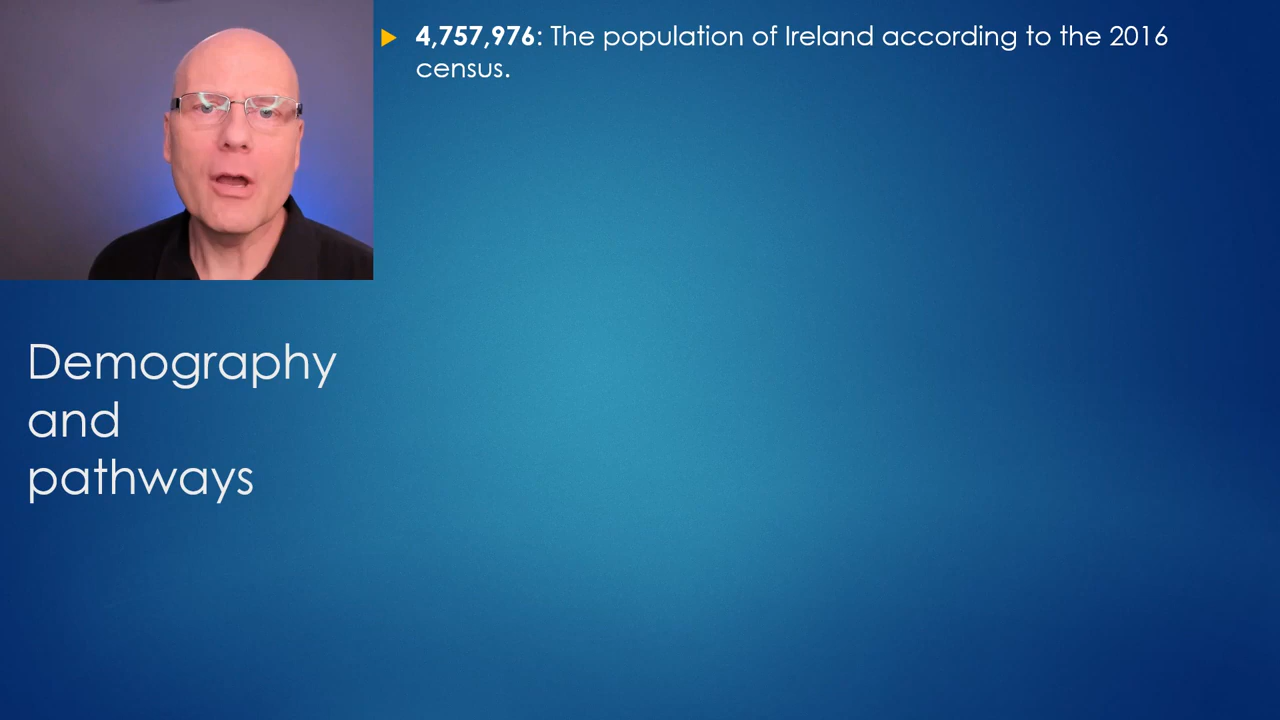 4,757,976: The population of Ireland according to the 2016
census.
Demography
and
pathways